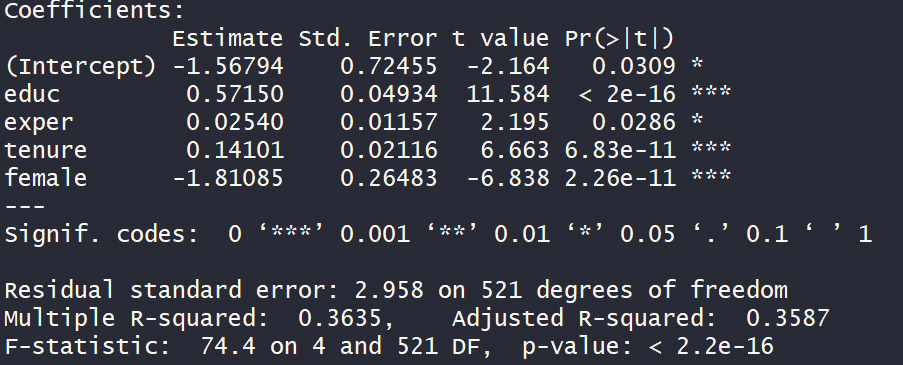 Coefficients:
Estimate Std. Error t value Pr(>|t|)
(Intercept) -1.56794 0.72455 -2.164 0.0309 *
educ 0.57150 0.04934 11.584 < 2e-16 ***
exper 0.02540 0.01157 2.195 0.0286 *
tenure 0.14101 0.02116 6.663 6.83e-11 ***
female -1.81085 0.26483 -6.838 2.26e-11 ***
---
Signif. codes: 0 ‘***’ 0.001 ‘**’ 0.01 ‘*’ 0.05 ‘.’ 0.1 ‘ ’ 1
Residual standard error: 2.958 on 521 degrees of freedom
Multiple R-squared: 0.3635, Adjusted R-squared: 0.3587
F-statistic: 74.4 on 4 and 521 DF, p-value: < 2.2e-16